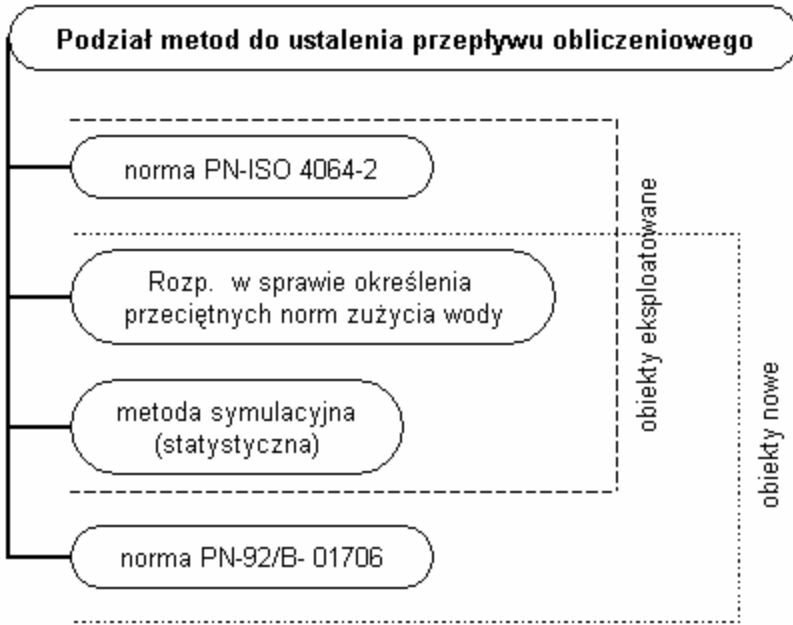 Podział metod do ustalenia przepływu obliczeniowego
norma PN-ISO 4064-2
Rozp. w sprawie określenia
przeciętnych norm zużycia wody
metoda symulacyjna
(statystyczna)
norma PN-92/B- 01706
obiekty eksploatowane
obiekty nowe